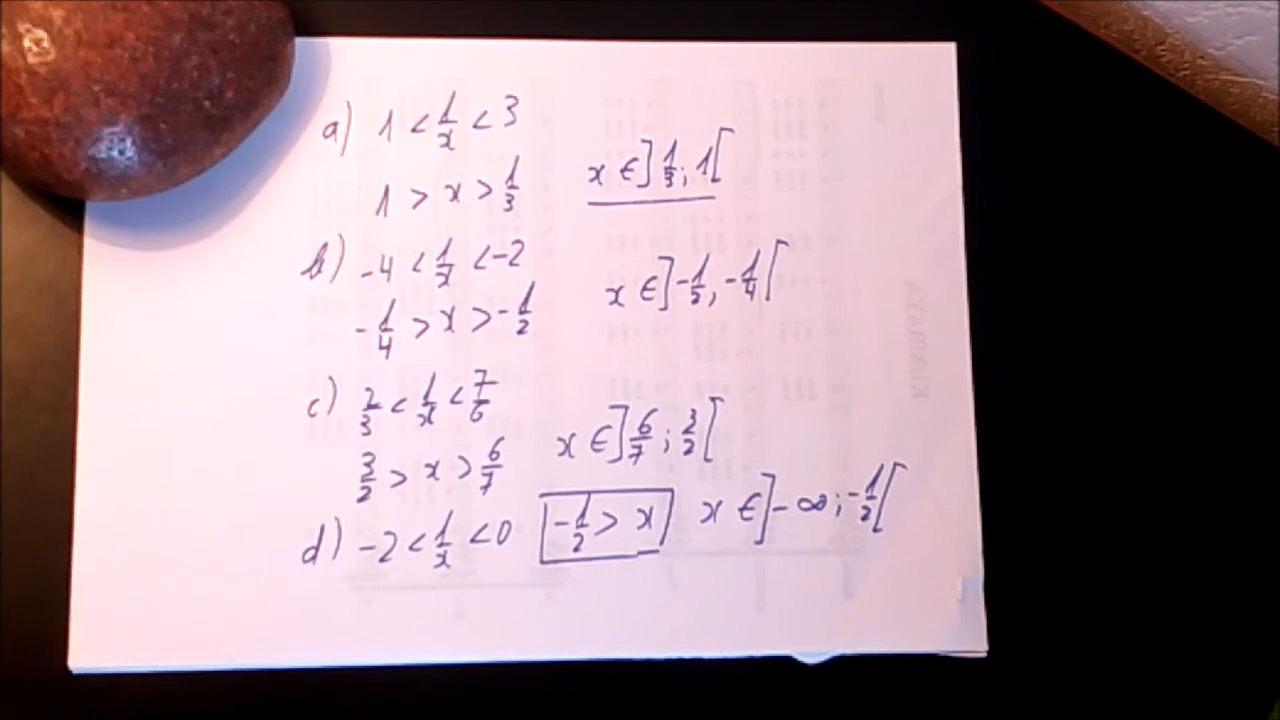 a) 1 < 1/x < 3
1 > x > 1/3 x ∈ ]1/3; 1[
b) -4 < 1/x < -2
-1/4 > x > -1/2 x ∈ ]-1/2, -1/4[
c) 2/3 < 1/x < 7/6
3/2 > x > 6/7 x ∈ ]6/7; 3/2[
d) -2 < 1/x < 0 -1/2 > x x ∈ ]-∞; -1/2[